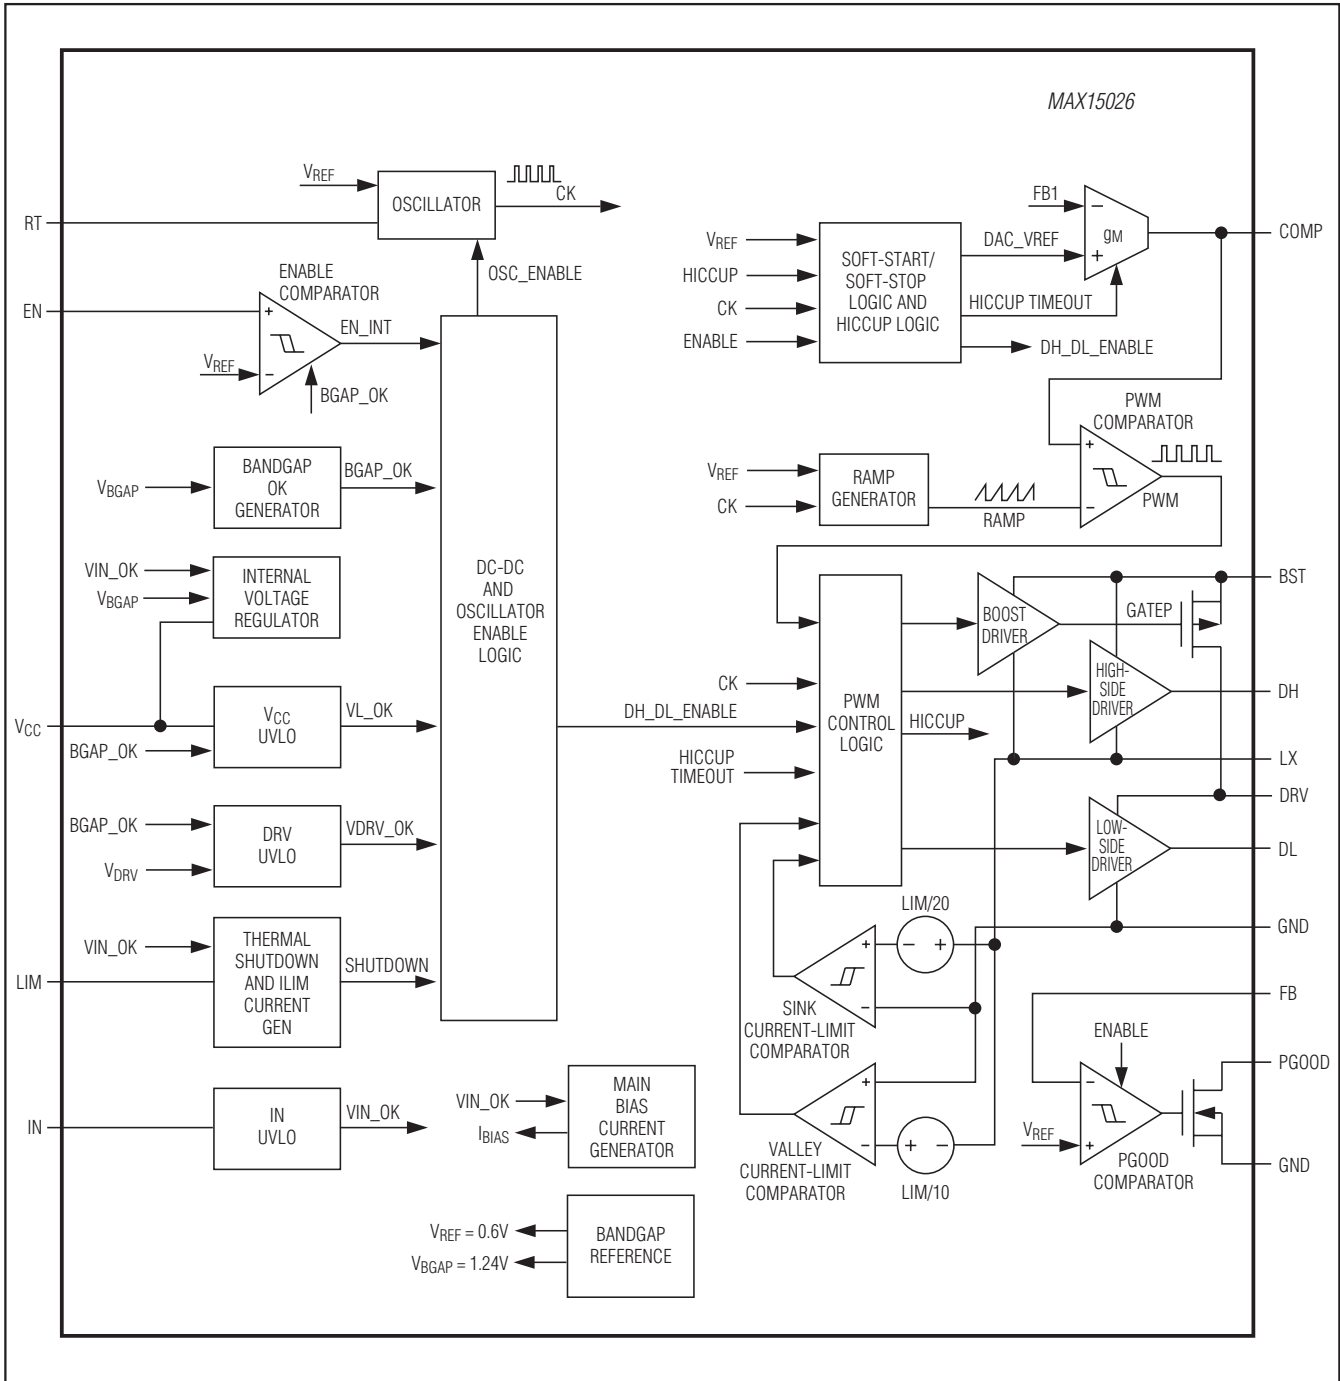 MAX15026
VREF
OSCILLATOR
CK
RT
OSC_ENABLE
ENABLE
COMPARATOR
EN
+
EN_INT
VREF
−
BGAP_OK
BANDGAP
OK
GENERATOR
VBGAP
BGAP_OK
VIN_OK
VBGAP
INTERNAL
VOLTAGE
REGULATOR
DC-DC
AND
OSCILLATOR
ENABLE
LOGIC
VCC
VCC
UVLO
VL_OK
BGAP_OK
BGAP_OK
VDRV
DRV
UVLO
VDRV_OK
VIN_OK
LIM
THERMAL
SHUTDOWN
AND ILIM
CURRENT
GEN
SHUTDOWN
IN
IN
UVLO
VIN_OK
VIN_OK
IBIAS
MAIN
BIAS
CURRENT
GENERATOR
VREF = 0.6V
VBGAP = 1.24V
BANDGAP
REFERENCE
VREF
HICCUP
CK
ENABLE
SOFT-START/
SOFT-STOP
LOGIC AND
HICCUP LOGIC
FB1
−
gM
DAC_VREF
+
HICCUP TIMEOUT
DH_DL_ENABLE
COMP
PWM
COMPARATOR
+
−
PWM
VREF
CK
RAMP
GENERATOR
RAMP
DH_DL_ENABLE
CK
HICCUP
TIMEOUT
PWM
CONTROL
LOGIC
HICCUP
BOOST
DRIVER
GATEP
BST
HIGH-
SIDE
DRIVER
DH
LX
DRV
LOW-
SIDE
DRIVER
DL
LIM/20
+
− +
−
SINK
CURRENT-LIMIT
COMPARATOR
GND
+
−
+ −
LIM/10
VALLEY
CURRENT-LIMIT
COMPARATOR
FB
ENABLE
−
VREF
+
PGOOD
COMPARATOR
PGOOD
GND